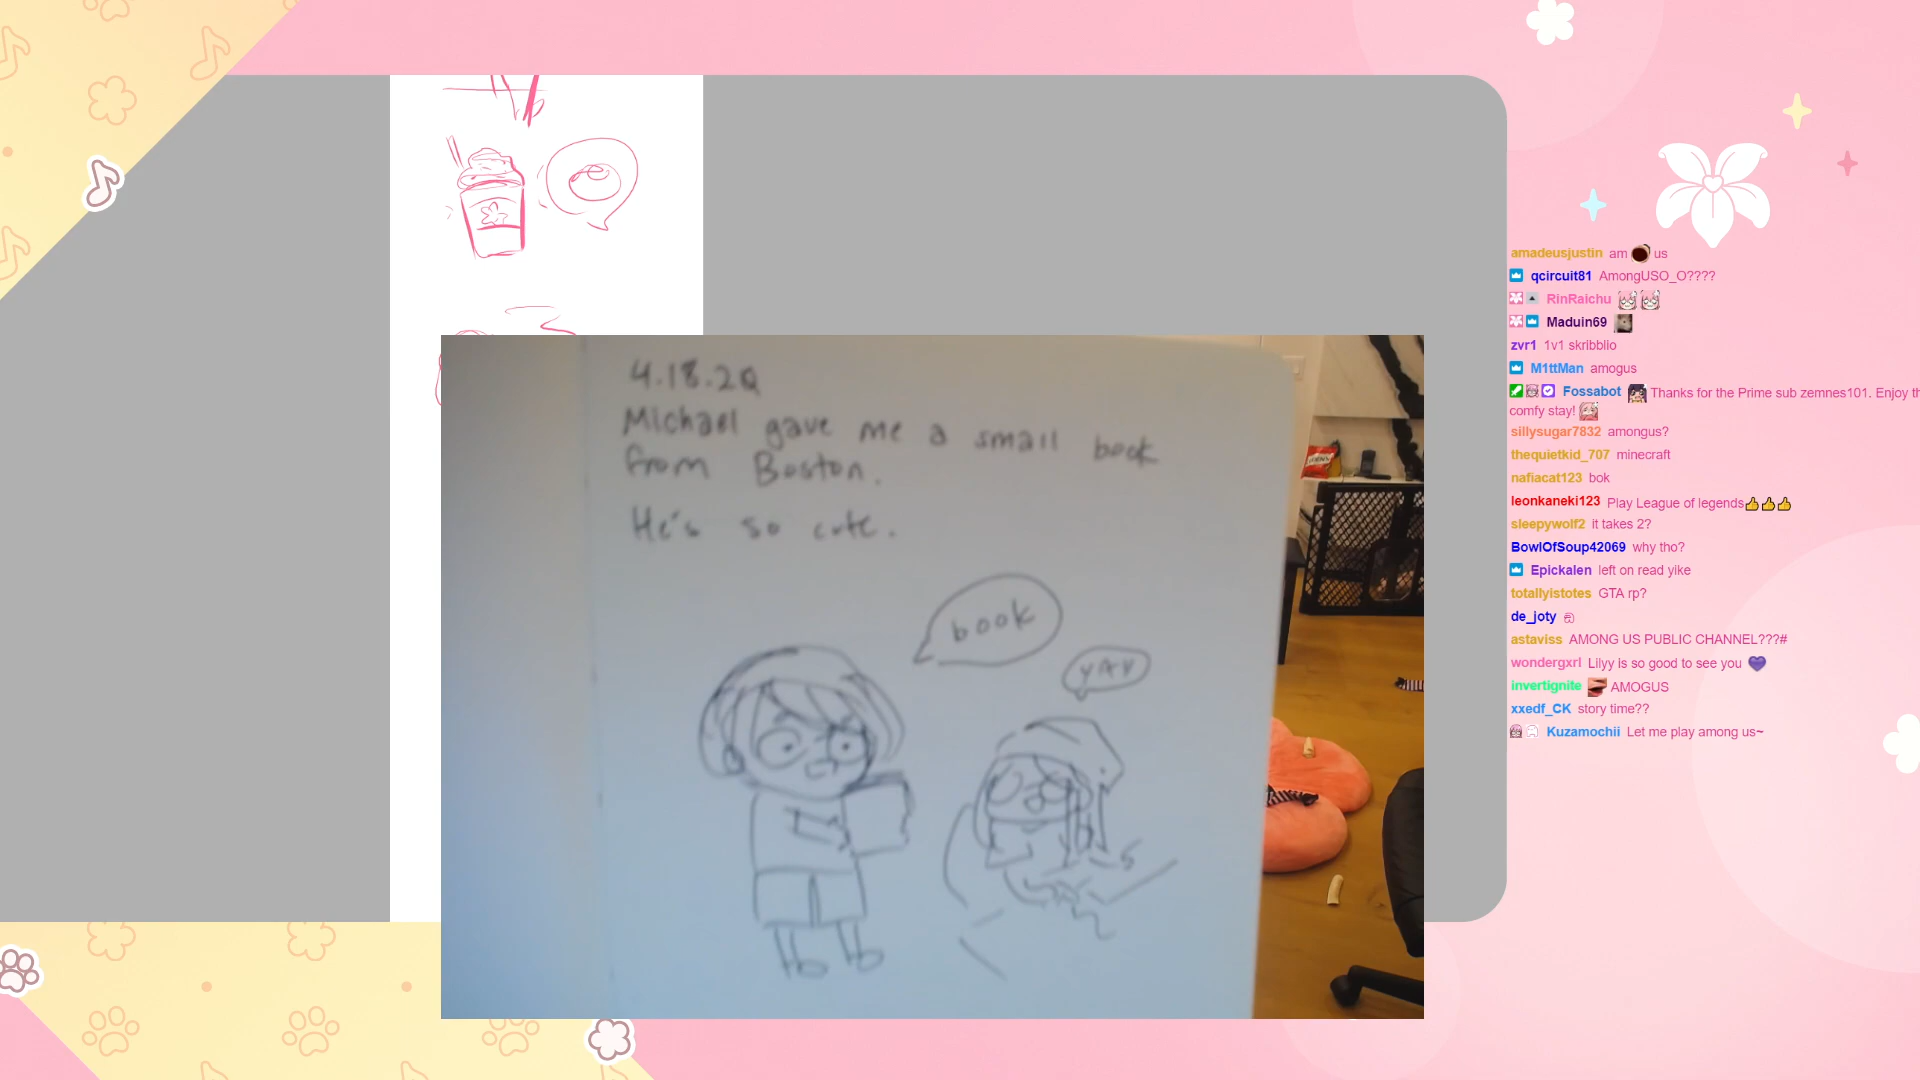 4.18.20
Michael gave me a small book
from Boston.
He's so cute.
book
YAY
amadeusjustin am us
qcircuit81 AmongUSO_O????
RinRaichu
Maduin69
zvr1 1v1 skribblio
M1ttMan amogus
Fossabot Thanks for the Prime sub zemnes101. Enjoy th
comfy stay!
sillysugar7832 amongus?
thequietkid_707 minecraft
nafiacat123 bok
leonkaneki123 Play League of legends👍👍👍
sleepywolf2 it takes 2?
BowlOfSoup42069 why tho?
Epickalen left on read yike
totallyistotes GTA rp?
de_joty
astaviss AMONG US PUBLIC CHANNEL???#
wondergxrl Lilyy is so good to see you 💜
invertignite AMOGUS
xxedf_CK story time??
Kuzamochii Let me play among us~